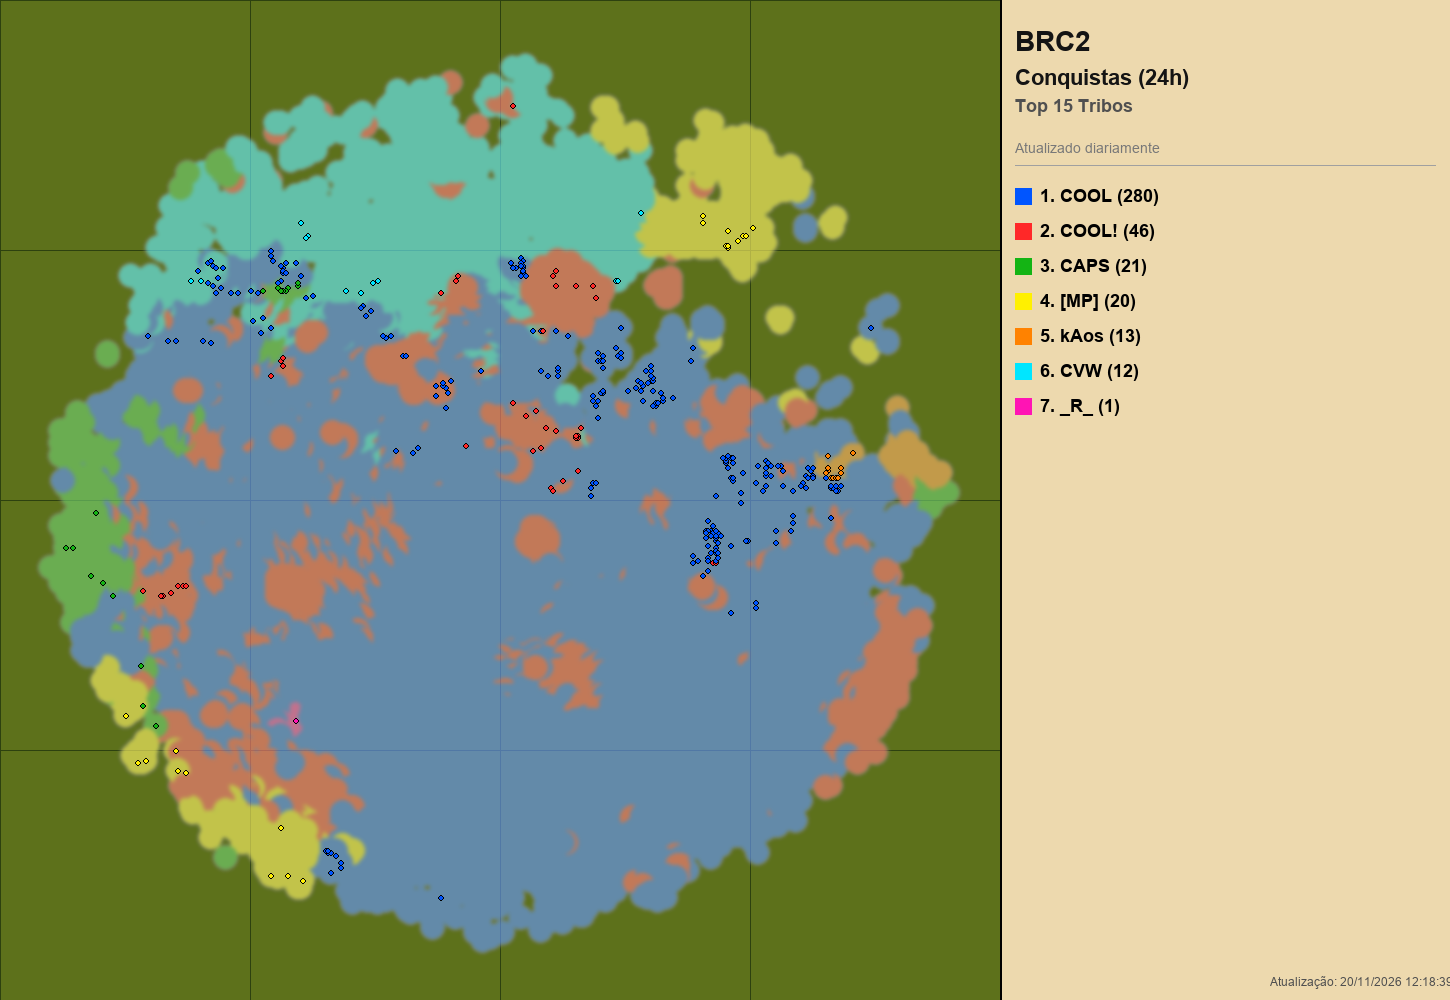 BRC2
Conquistas (24h)
Top 15 Tribos
Atualizado diariamente
1. COOL (280)
2. COOL! (46)
3. CAPS (21)
4. [MP] (20)
5. kAos (13)
6. CVW (12)
7. _R_ (1)
Atualização: 20/11/2026 12:18:39